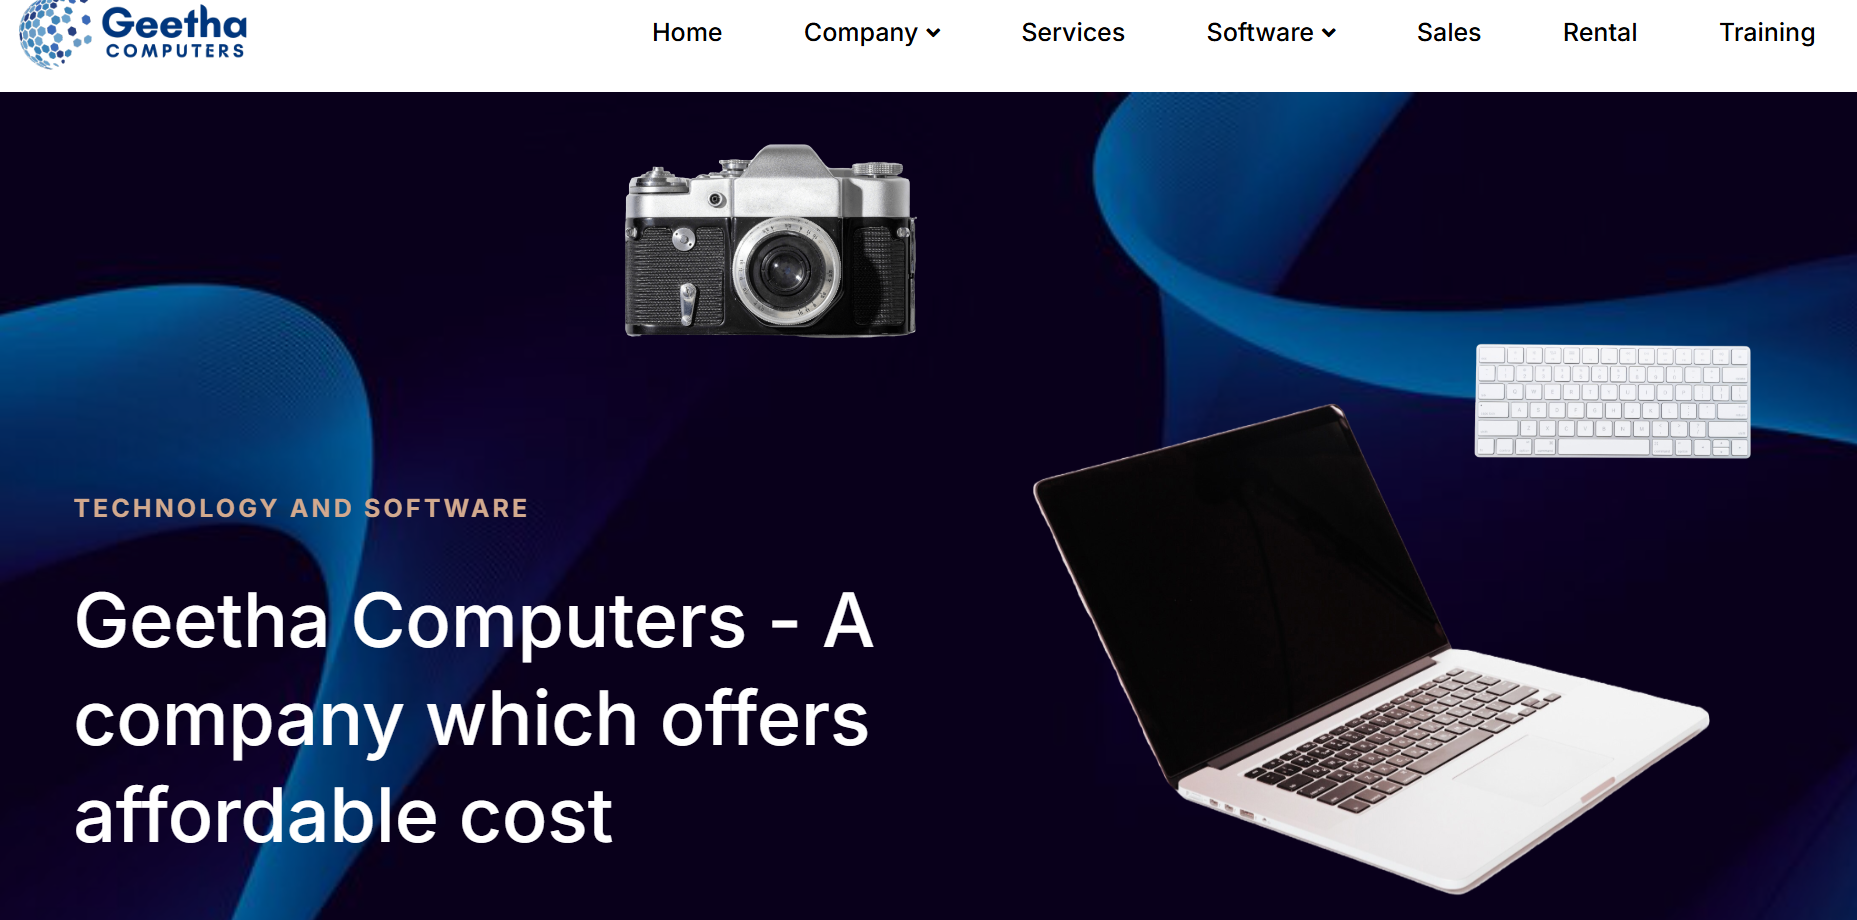 Geetha
COMPUTERS
Home Company Services Software Sales Rental Training
TECHNOLOGY AND SOFTWARE
Geetha Computers - A
company which offers
affordable cost